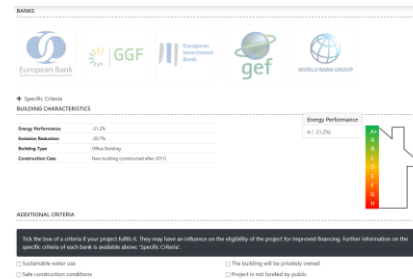 BANKS
European Bank
GGF
European
Investment
Bank
gef
WORLD BANK GROUP
+ Specific Criteria
BUILDING CHARACTERISTICS
Energy Performance -21.2%
Emission Reduction
Building Type Office Building
Construction Case New building (constructed after 2011)
Energy Performance
A (-21.2%)
A+
A
B
C
D
E
F
G
H
ADDITIONAL CRITERIA
Tick the box of a criteria if your project fulfils it. They may have an influence on the eligibility of the project for improved financing. Further information on the
specific criteria of each bank is available above: "Specific Criteria".
Sustainable water use
The building will be privately owned
Safe construction conditions
Project is not funded by public